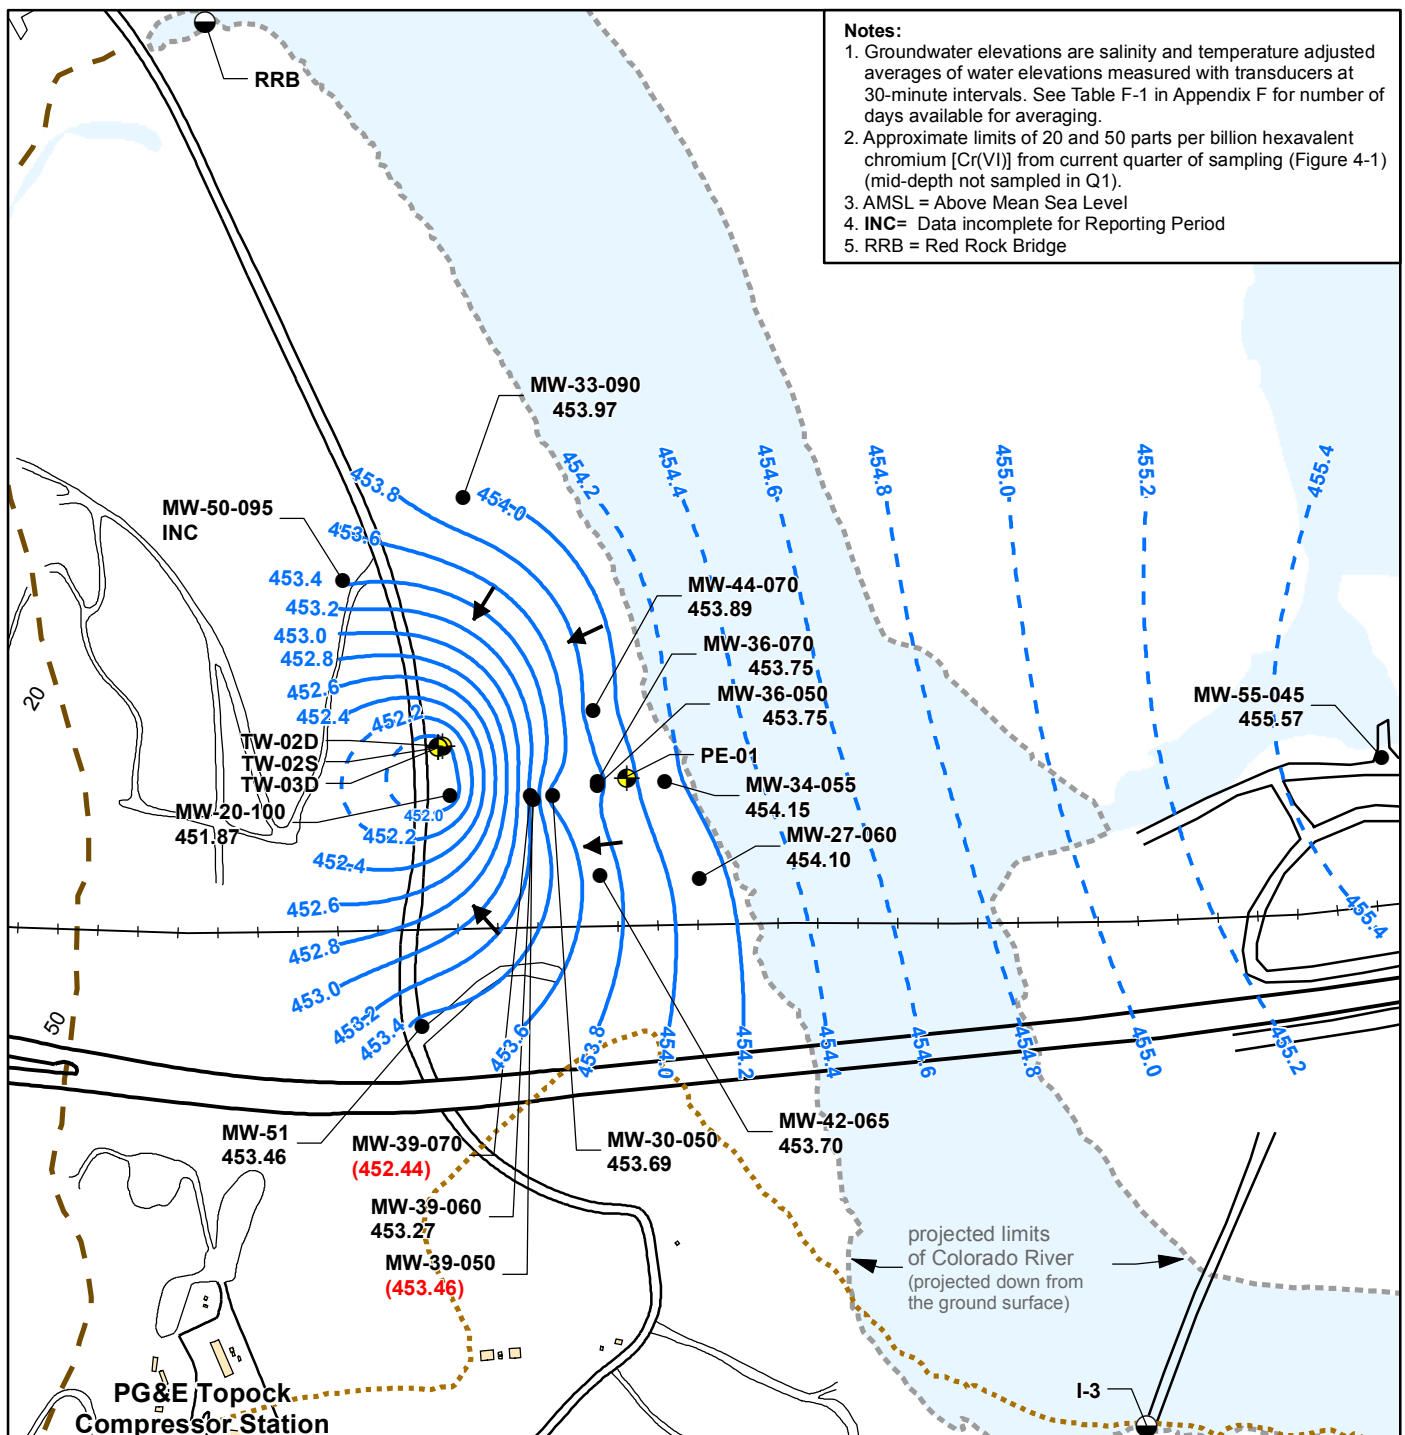 Notes:
1. Groundwater elevations are salinity and temperature adjusted
averages of water elevations measured with transducers at
30-minute intervals. See Table F-1 in Appendix F for number of
days available for averaging.
2. Approximate limits of 20 and 50 parts per billion hexavalent
chromium [Cr(VI)] from current quarter of sampling (Figure 4-1)
(mid-depth not sampled in Q1).
3. AMSL = Above Mean Sea Level
4. INC= Data incomplete for Reporting Period
5. RRB = Red Rock Bridge
RRB
MW-33-090
453.97
MW-50-095
INC
453.8
454.0
454.2
454.4
454.6
454.8
455.0
455.2
455.4
453.6
453.4
453.2
453.0
452.8
452.6
452.4
452.2
MW-44-070
453.89
MW-36-070
453.75
MW-36-050
453.75
MW-55-045
455.57
20
TW-02D
TW-02S
TW-03D
PE-01
MW-34-055
454.15
MW-20-100
451.87
452.0
452.2
452.4
452.6
452.8
453.0
453.2
453.4
453.6
453.8
454.0
454.2
454.4
454.6
454.8
455.0
455.2
455.4
MW-27-060
454.10
50
MW-51
453.46
MW-39-070
(452.44)
MW-39-060
453.27
MW-39-050
(453.46)
MW-30-050
453.69
MW-42-065
453.70
projected limits
of Colorado River
(projected down from
the ground surface)
I-3
PG&E Topock
Compressor Station